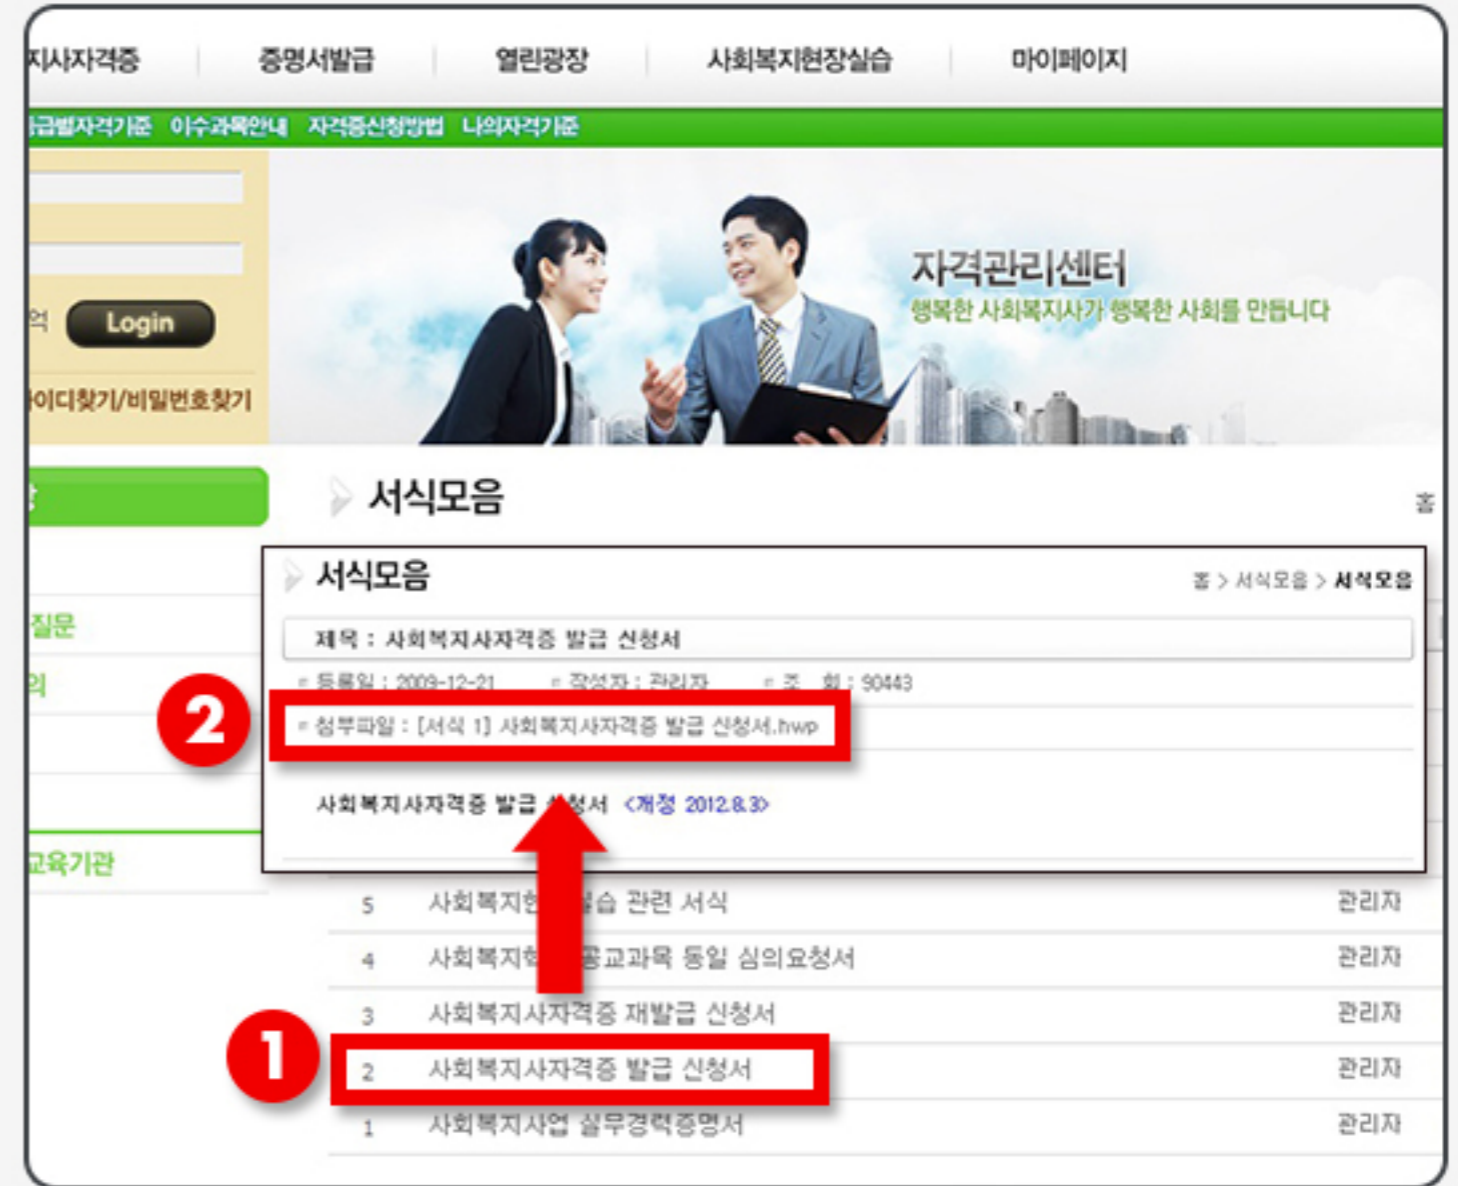 지사자격증 증명서발급 열린광장 사회복지현장실습 마이페이지
급별자격기준 이수과목안내 자격증신청방법 나의자격기준
억 Login
이디찾기/비밀번호찾기
자격관리센터
행복한 사회복지사가 행복한 사회를 만듭니다
서식모음
홈
서식모음
홈 > 서식모음 > 서식모음
질문
의
교육기관
제목 : 사회복지사자격증 발급 신청서
등록일 : 2009-12-21 작성자 : 관리자 조 회 : 90443
2
첨부파일 : [서식 1] 사회복지사자격증 발급 신청서.hwp
사회복지사자격증 발급 신청서 <개정 2012.8.3>
5 사회복지현 실습 관련 서식 관리자
4 사회복지학 공교과목 동일 심의요청서 관리자
3 사회복지사자격증 재발급 신청서 관리자
1
2 사회복지사자격증 발급 신청서 관리자
1 사회복지사업 실무경력증명서 관리자